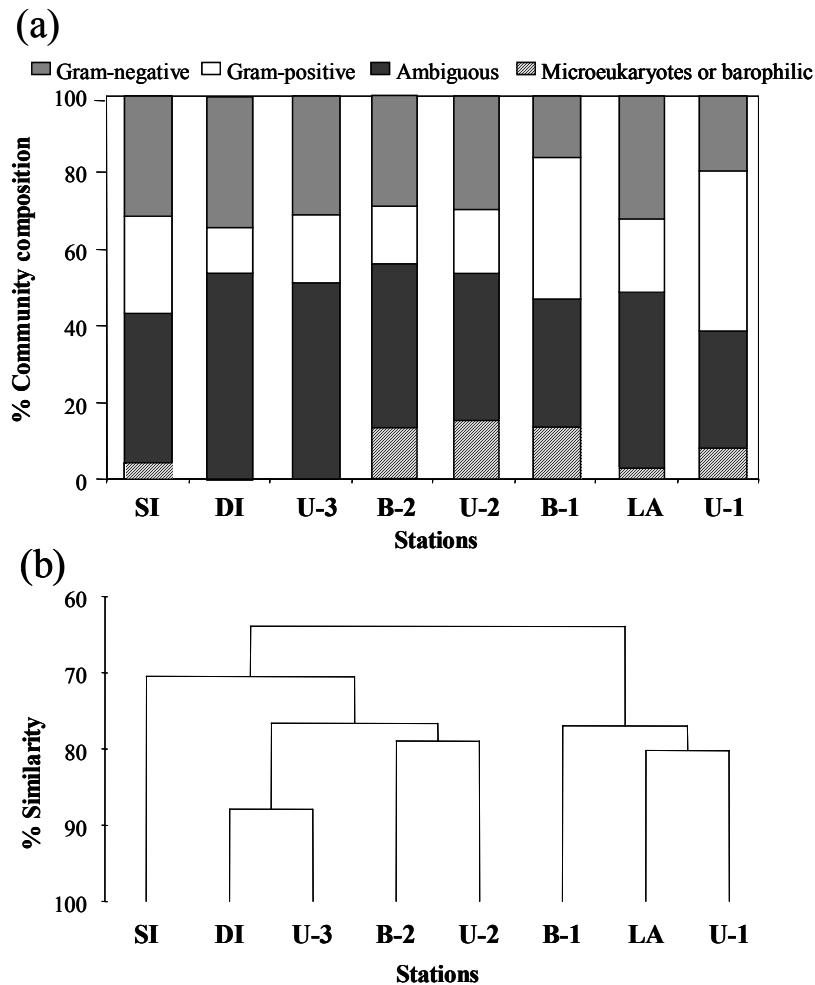 (a)
Gram-negative Gram-positive Ambiguous Microeukaryotes or barophilic
100
80
60
40
20
0
% Community composition
SI DI U-3 B-2 U-2 B-1 LA U-1
Stations
(b)
60
70
80
90
100
% Similarity
SI DI U-3 B-2 U-2 B-1 LA U-1
Stations